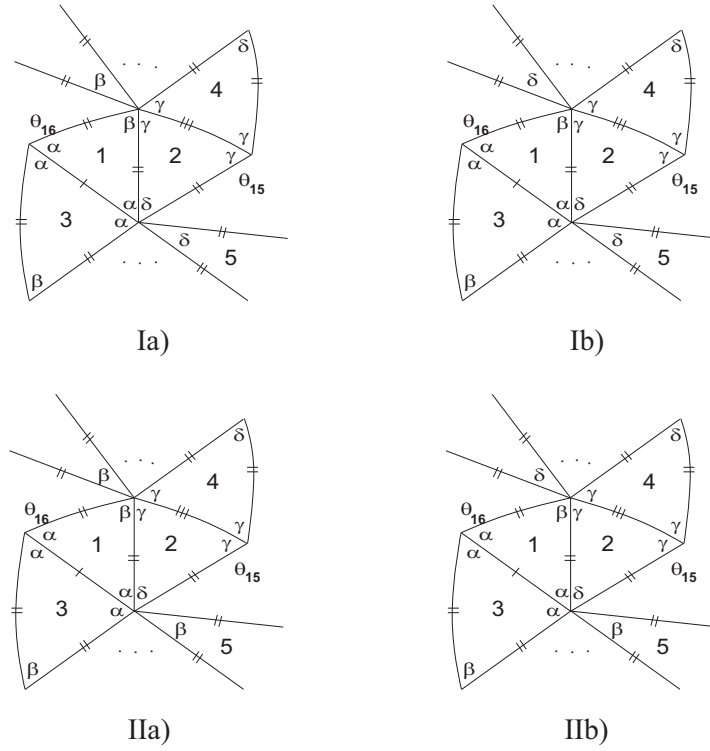 β δ 4 γ
θ16 β γ γ
α 1 2 γ
α θ15
3 α δ
α δ
β 5
Ia)
δ δ 4 γ
θ16 β γ γ
α 1 2 γ
α θ15
3 α δ
α δ
β 5
Ib)
β δ 4 γ
θ16 β γ γ
α 1 2 γ
α θ15
3 α δ
α β
β 5
IIa)
δ δ 4 γ
θ16 β γ γ
α 1 2 γ
α θ15
3 α δ
α β
β 5
IIb)